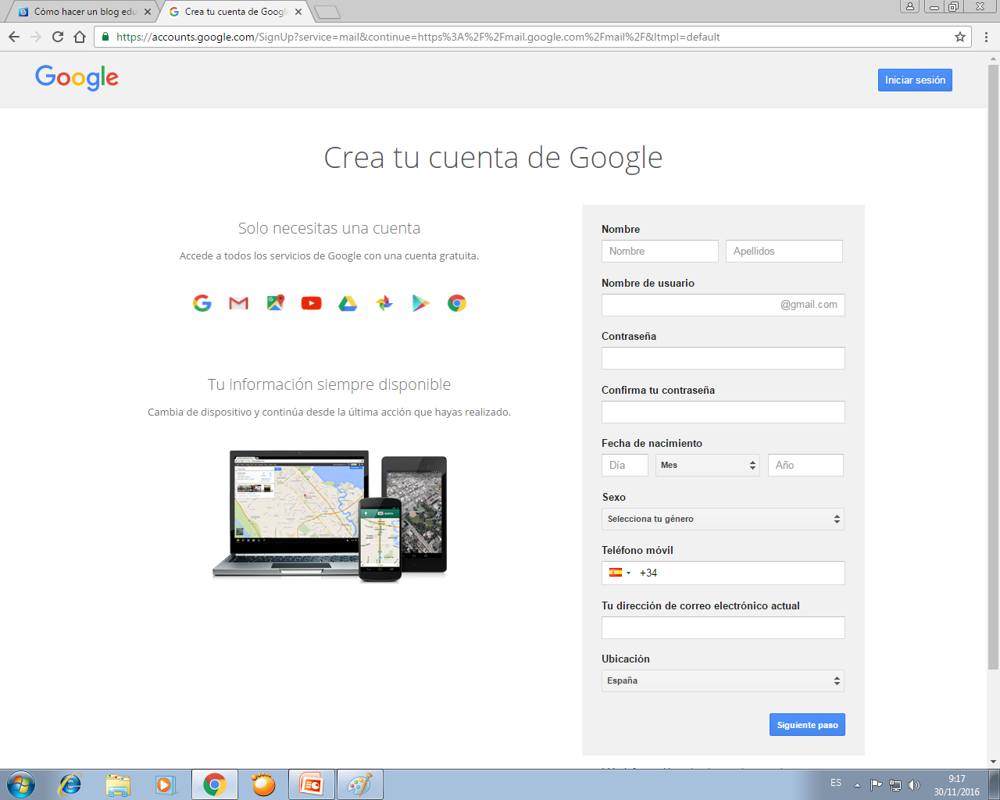 Cómo hacer un blog edu
Crea tu cuenta de Google
https://accounts.google.com/SignUp?service=mail&continue=https%3A%2F%2Fmail.google.com%2Fmail%2F&ltmpl=default
Google
Iniciar sesión
Crea tu cuenta de Google
Solo necesitas una cuenta
Accede a todos los servicios de Google con una cuenta gratuita.
Tu información siempre disponible
Cambia de dispositivo y continúa desde la última acción que hayas realizado.
Nombre
Nombre Apellidos
Nombre de usuario
@gmail.com
Contraseña
Confirma tu contraseña
Fecha de nacimiento
Día Mes Año
Sexo
Selecciona tu género
Teléfono móvil
+34
Tu dirección de correo electrónico actual
Ubicación
España
Siguiente paso
ES
9:17
30/11/2016